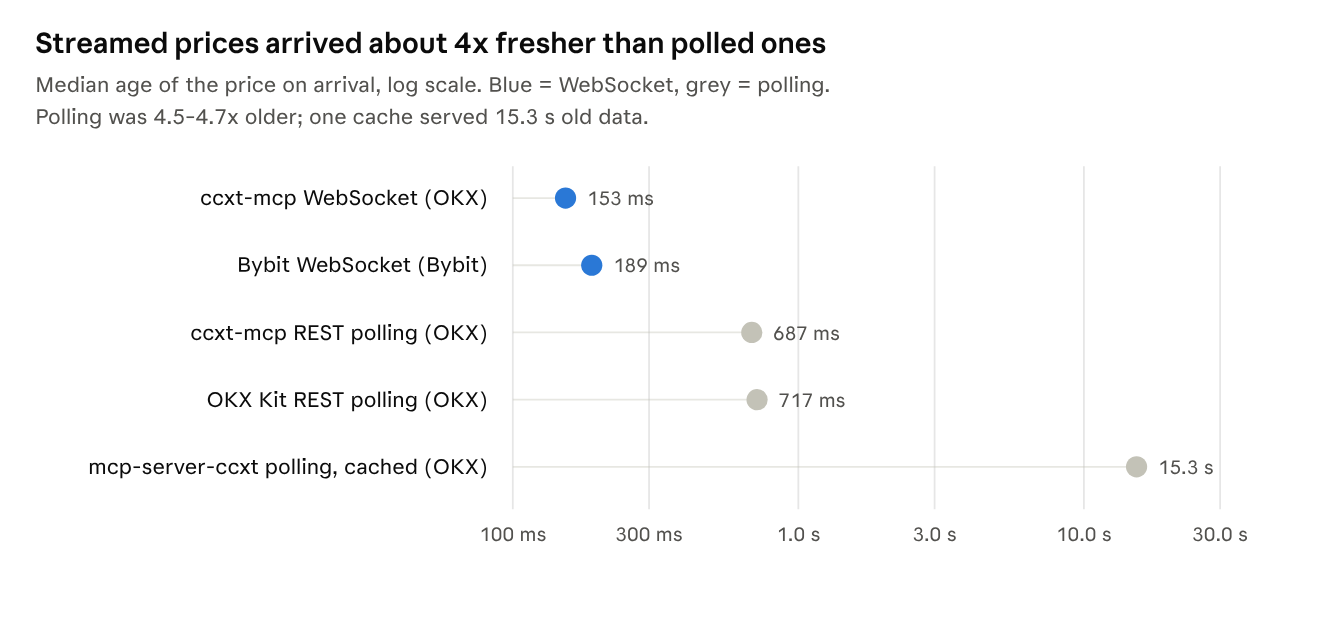 Streamed prices arrived about 4x fresher than polled ones
Median age of the price on arrival, log scale. Blue = WebSocket, grey = polling.
Polling was 4.5–4.7x older; one cache served 15.3 s old data.
ccxt-mcp WebSocket (OKX) 153 ms
Bybit WebSocket (Bybit) 189 ms
ccxt-mcp REST polling (OKX) 687 ms
OKX Kit REST polling (OKX) 717 ms
mcp-server-ccxt polling, cached (OKX) 15.3 s
100 ms 300 ms 1.0 s 3.0 s 10.0 s 30.0 s